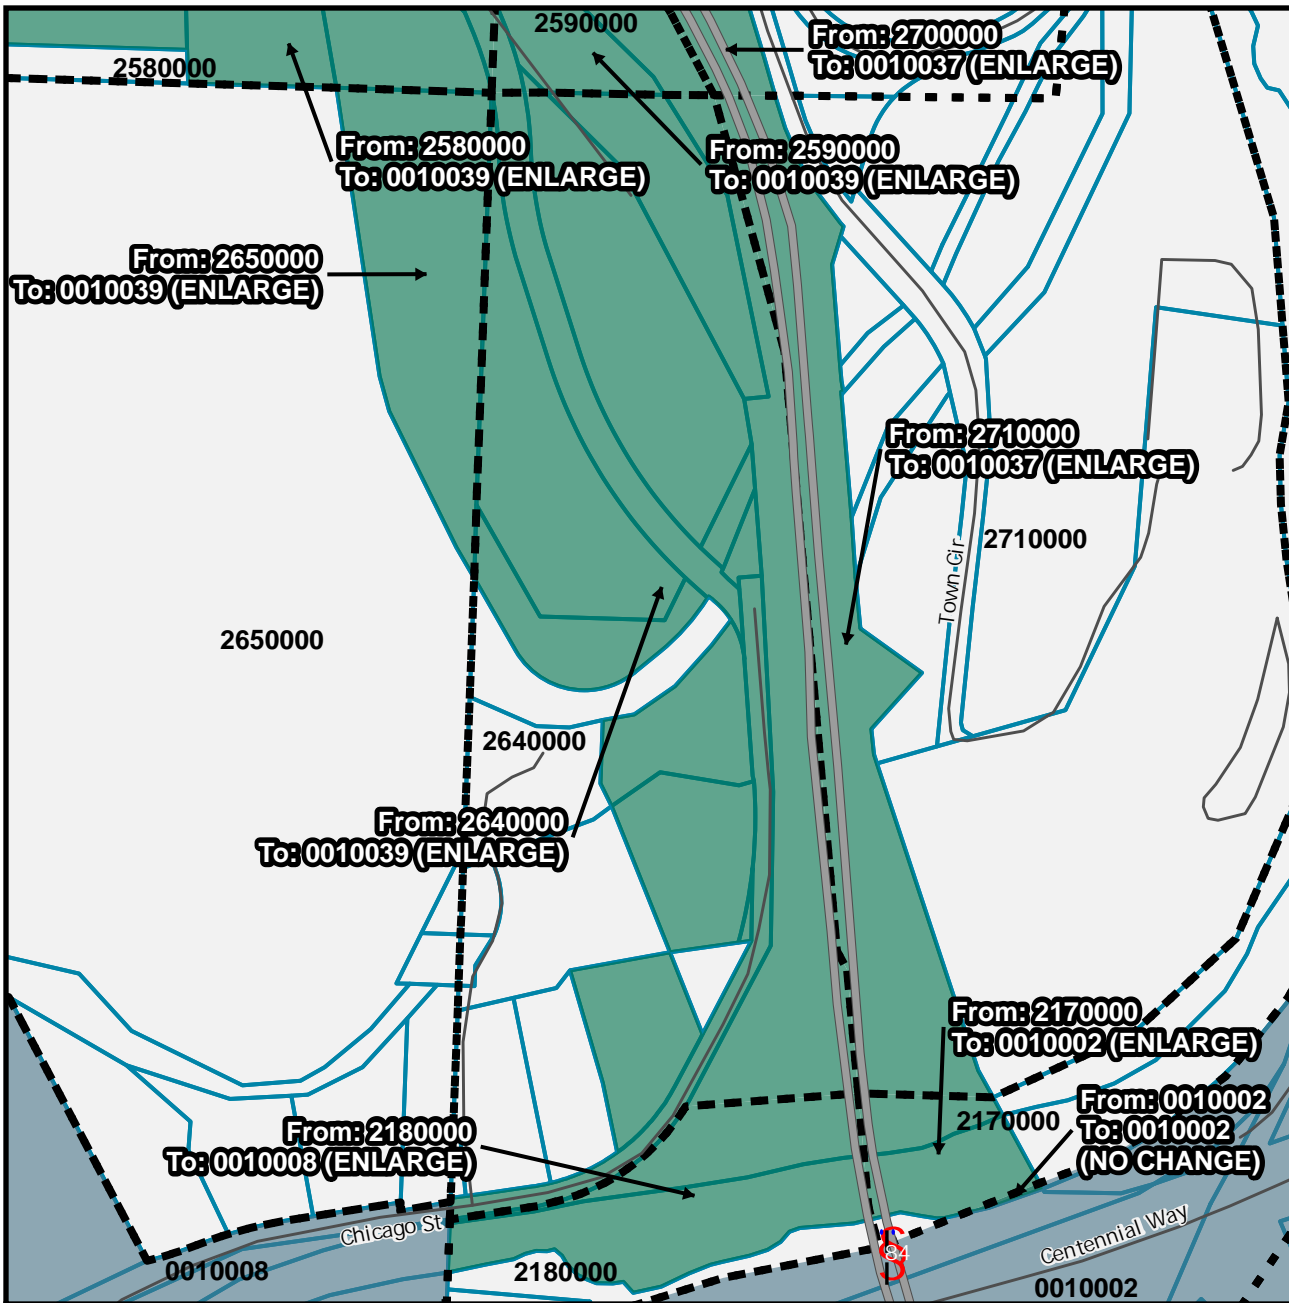 2590000
From: 2700000
To: 0010037 (ENLARGE)
2580000
From: 2580000
To: 0010039 (ENLARGE)
From: 2590000
To: 0010039 (ENLARGE)
From: 2650000
To: 0010039 (ENLARGE)
From: 2710000
To: 0010037 (ENLARGE)
2710000
Town Cir
2650000
2640000
From: 2640000
To: 0010039 (ENLARGE)
From: 2170000
To: 0010002 (ENLARGE)
2170000
From: 0010002
To: 0010002
(NO CHANGE)
From: 2180000
To: 0010008 (ENLARGE)
Chicago St
Centennial Way
84
0010008
2180000
0010002